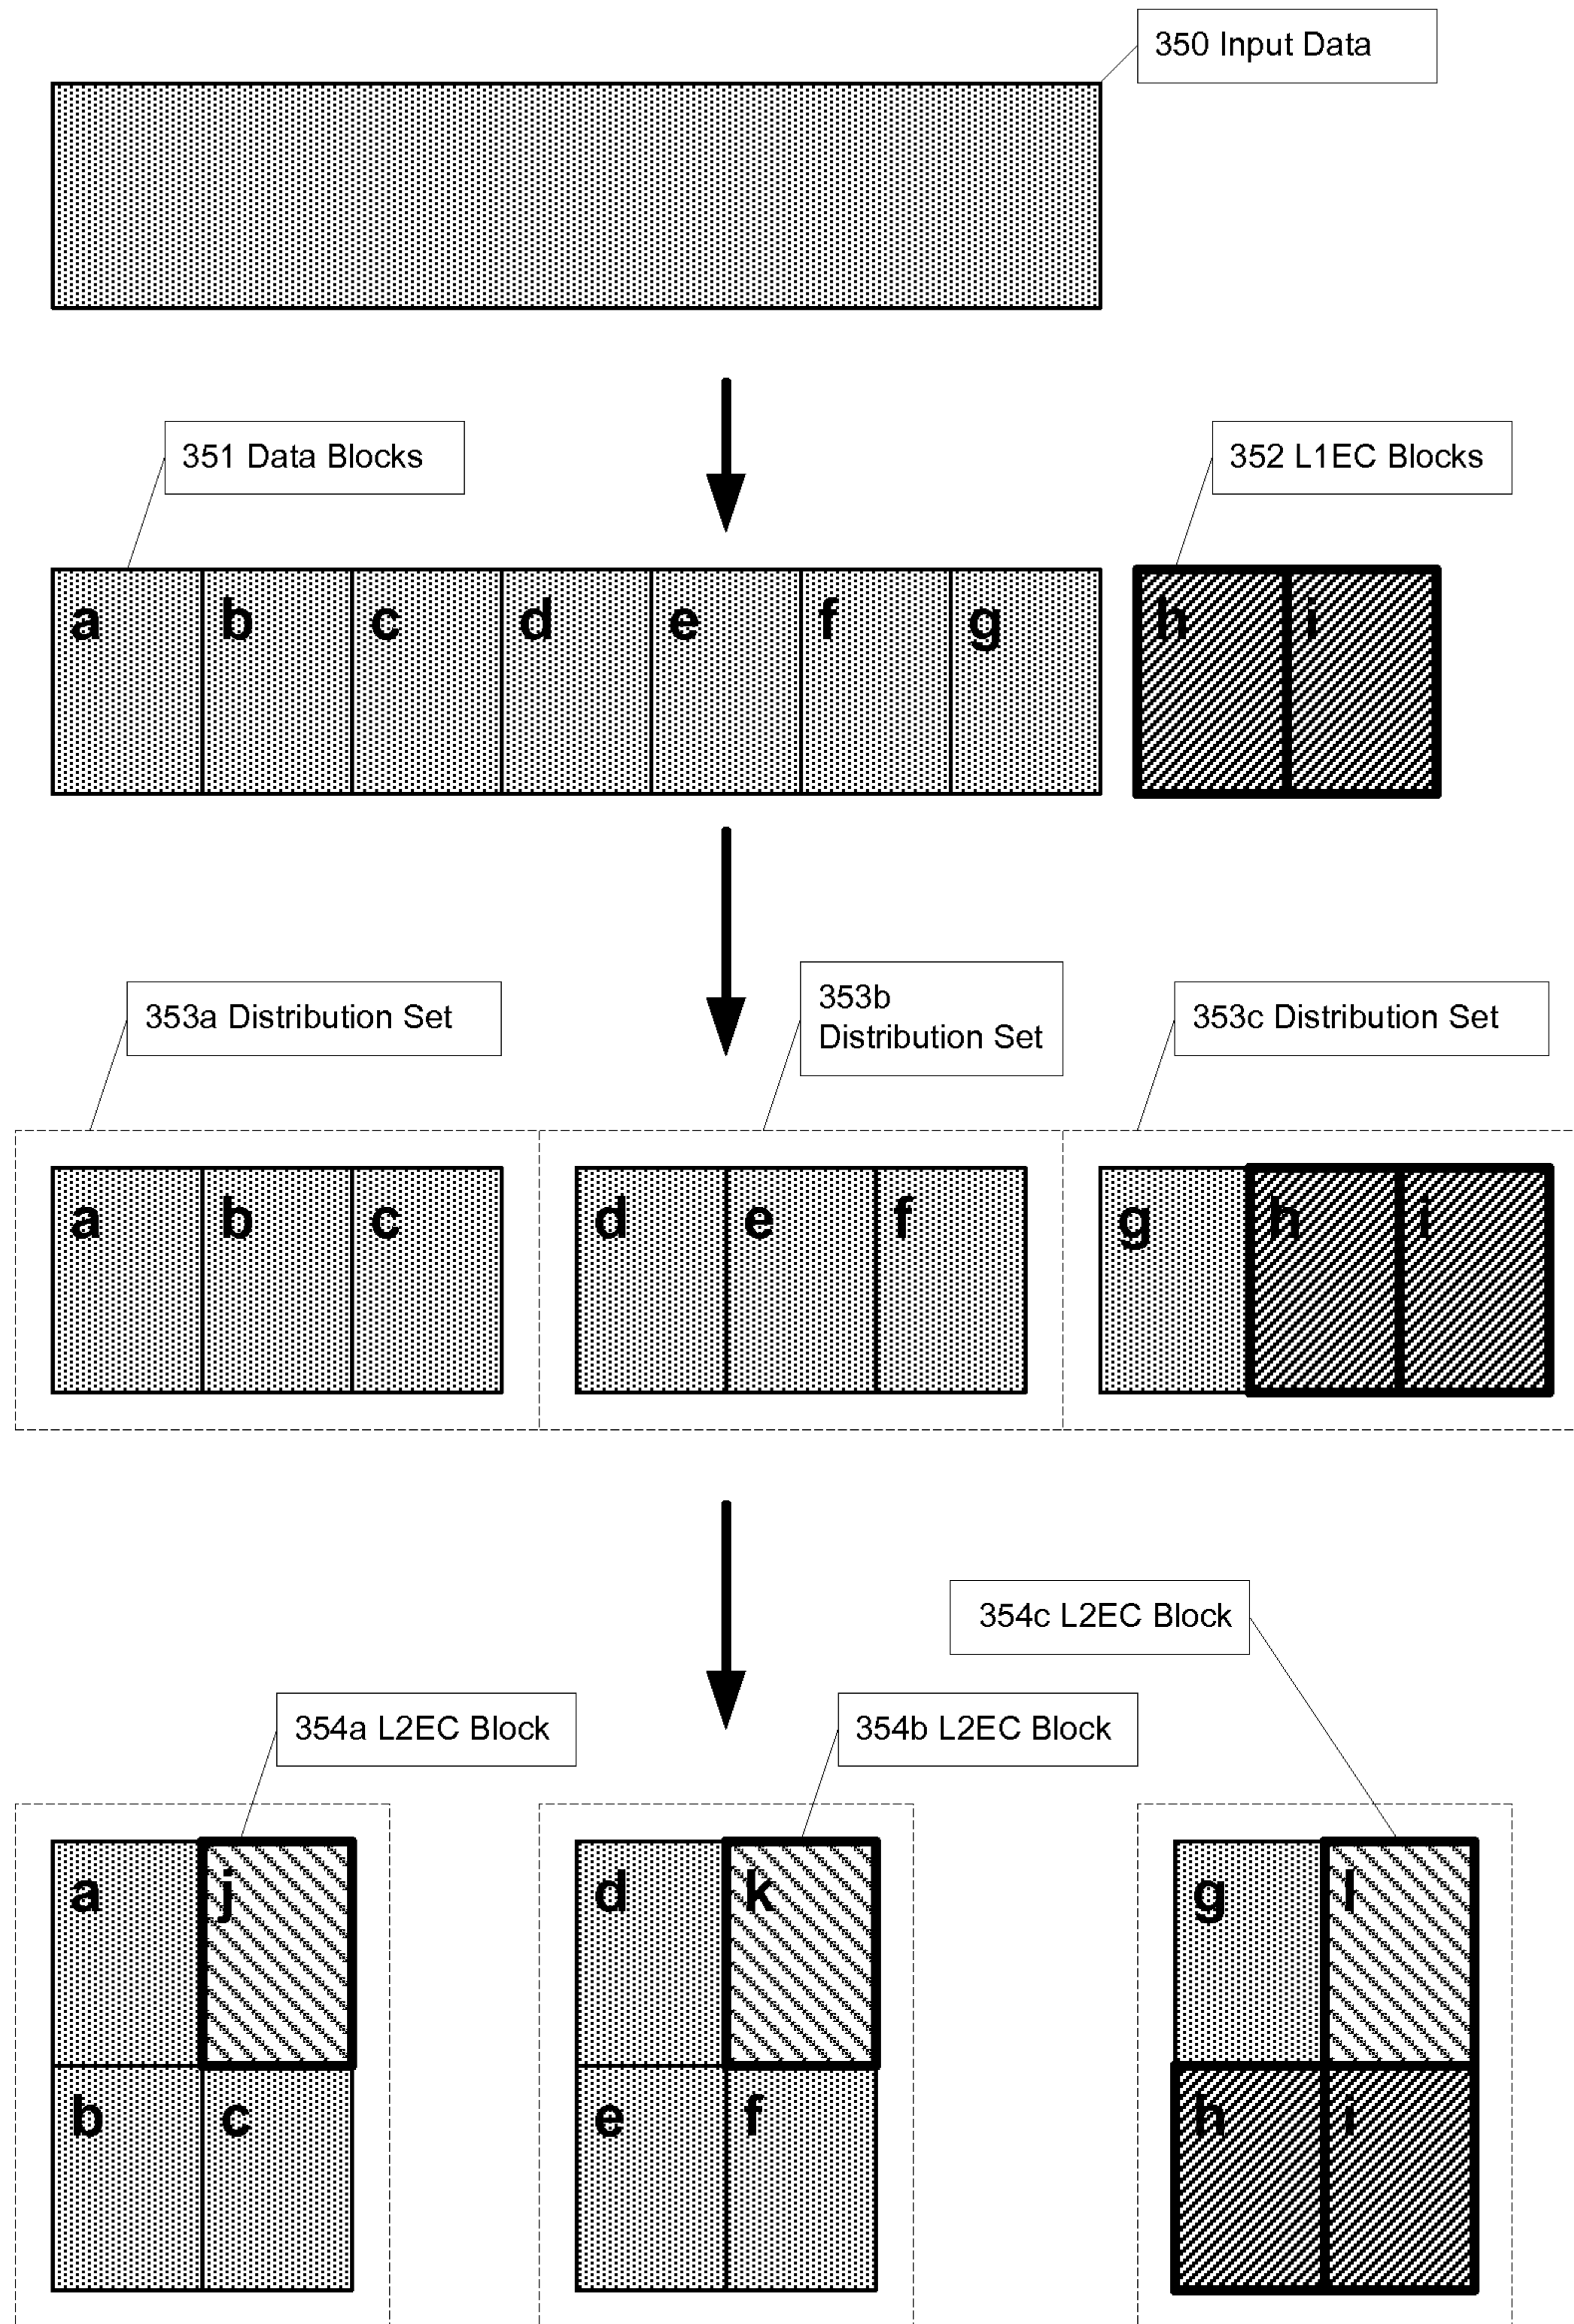 350 Input Data
351 Data Blocks
352 L1EC Blocks
a b c d e f g h i
353a Distribution Set
353b
Distribution Set
353c Distribution Set
a b c d e f g h i
354c L2EC Block
354a L2EC Block
354b L2EC Block
a j d k g l
b c e f h i